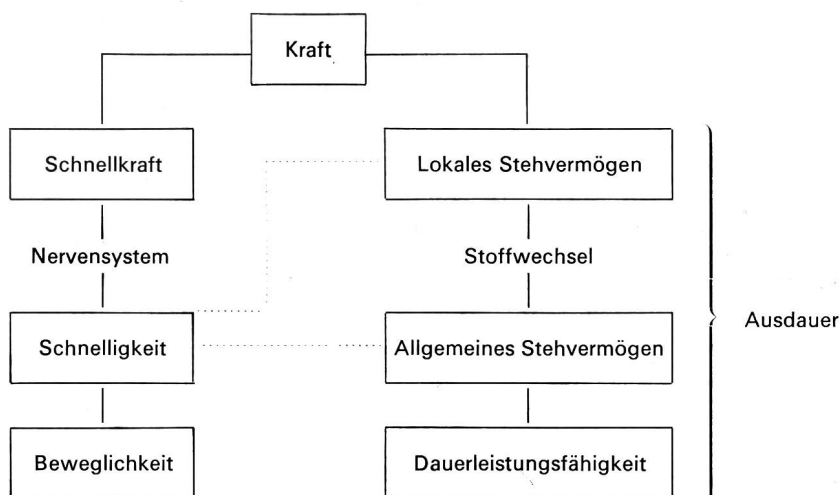 Kraft
Schnellkraft
Lokales Stehvermögen
Nervensystem
Stoffwechsel
Schnelligkeit
Allgemeines Stehvermögen
Ausdauer
Beweglichkeit
Dauerleistungsfähigkeit